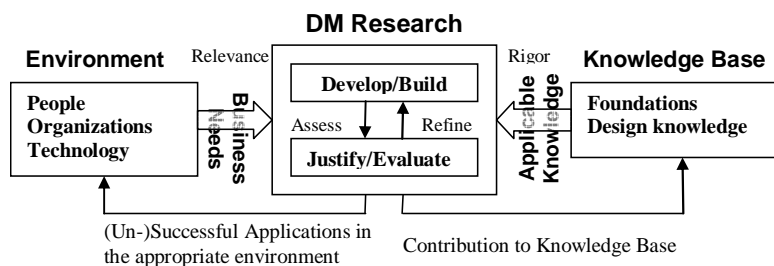 DM Research
Environment
Relevance
Rigor
Knowledge Base
People
Organizations
Technology
Business
Needs
Develop/Build
Assess
Refine
Justify/Evaluate
Applicable
Knowledge
Foundations
Design knowledge
(Un-)Successful Applications in
the appropriate environment
Contribution to Knowledge Base